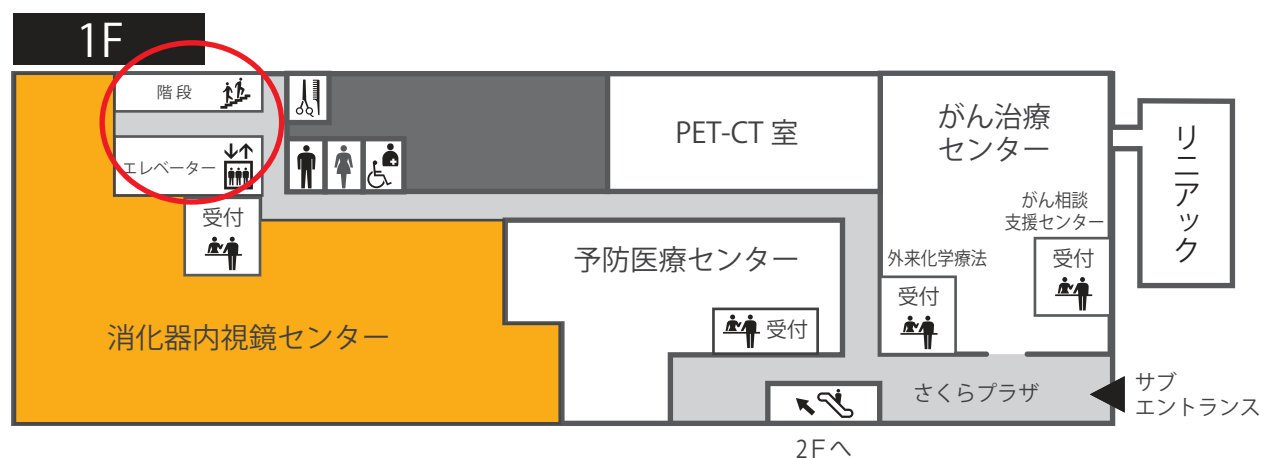 1F
階段
エレベーター
受付
消化器内視鏡センター
PET-CT 室
予防医療センター
受付
がん治療
センター
がん相談
支援センター
受付
外来化学療法
受付
リニアック
さくらプラザ
サブ
エントランス
2Fへ